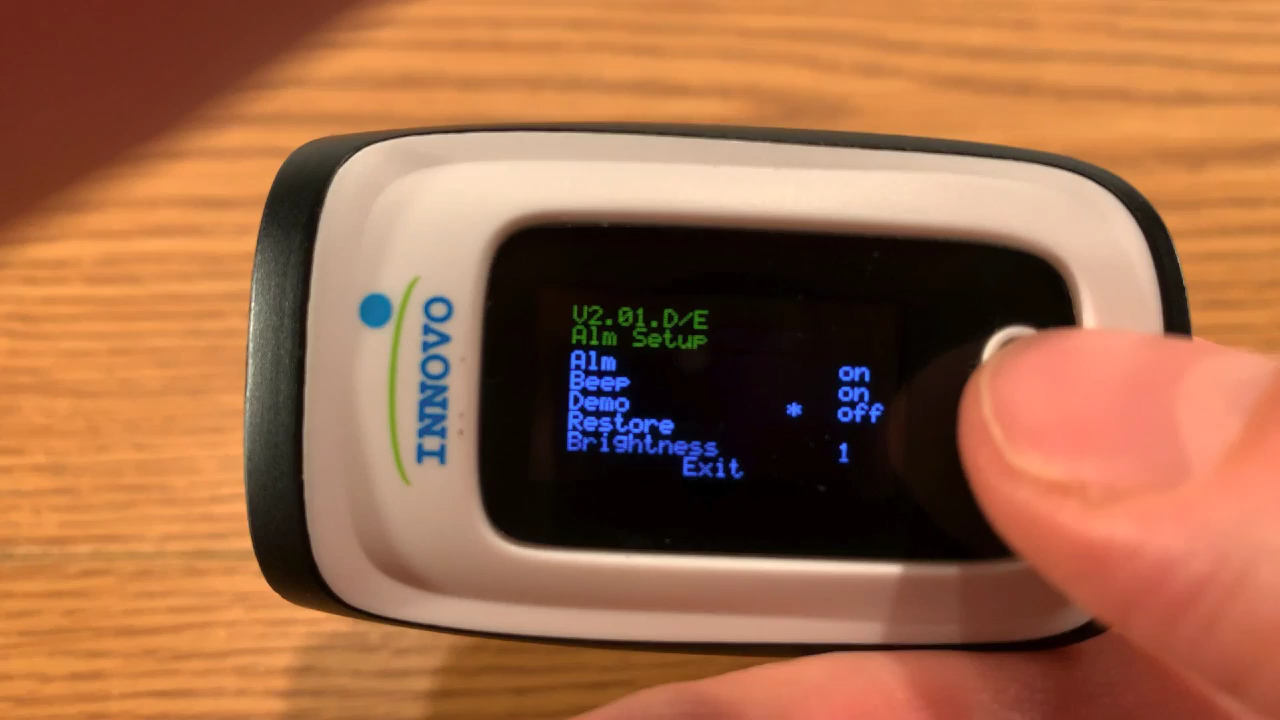 INNOVO
V2.01.D/E
Alm Setup
Alm on
Beep on
Demo * off
Restore
Brightness 1
Exit